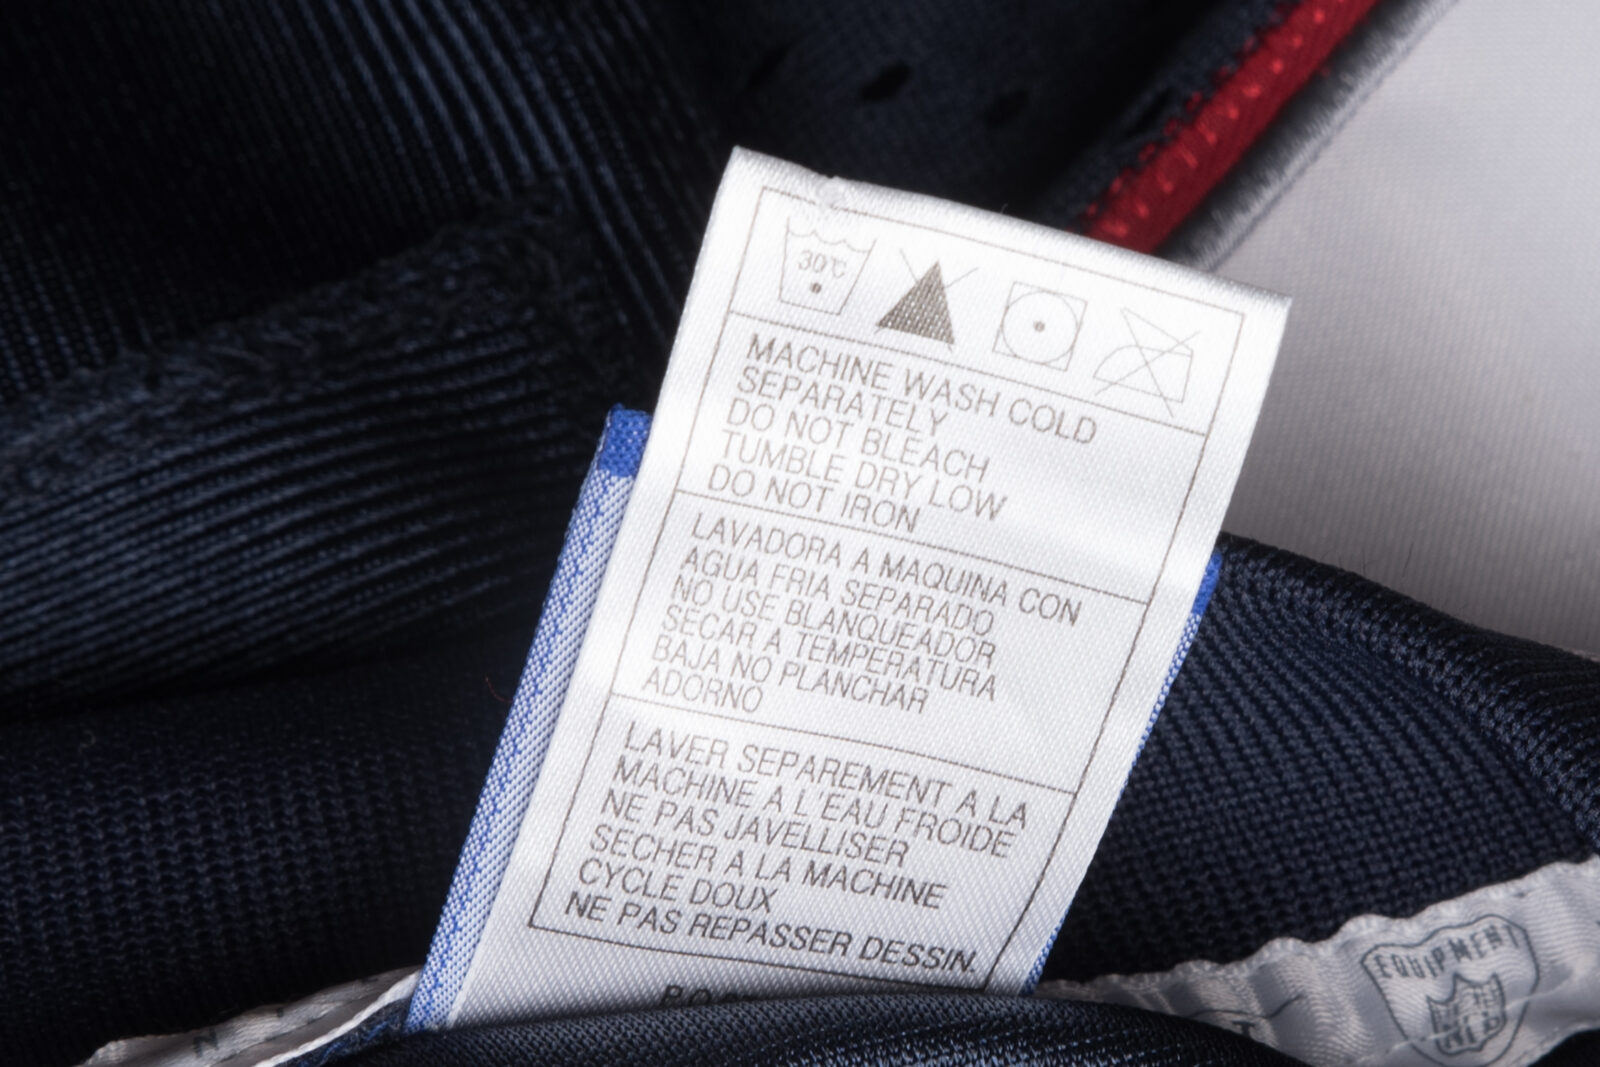 30°C
MACHINE WASH COLD
SEPARATELY
DO NOT BLEACH
TUMBLE DRY LOW
DO NOT IRON
LAVADORA A MAQUINA CON
AGUA FRIA SEPARADO
NO USE BLANQUEADOR
SECAR A TEMPERATURA
BAJA NO PLANCHAR
ADORNO
LAVER SEPAREMENT A LA
MACHINE A L'EAU FROIDE
NE PAS JAVELLISER
SECHER A LA MACHINE
CYCLE DOUX
NE PAS REPASSER DESSIN.
EQUIPMENT
NFL